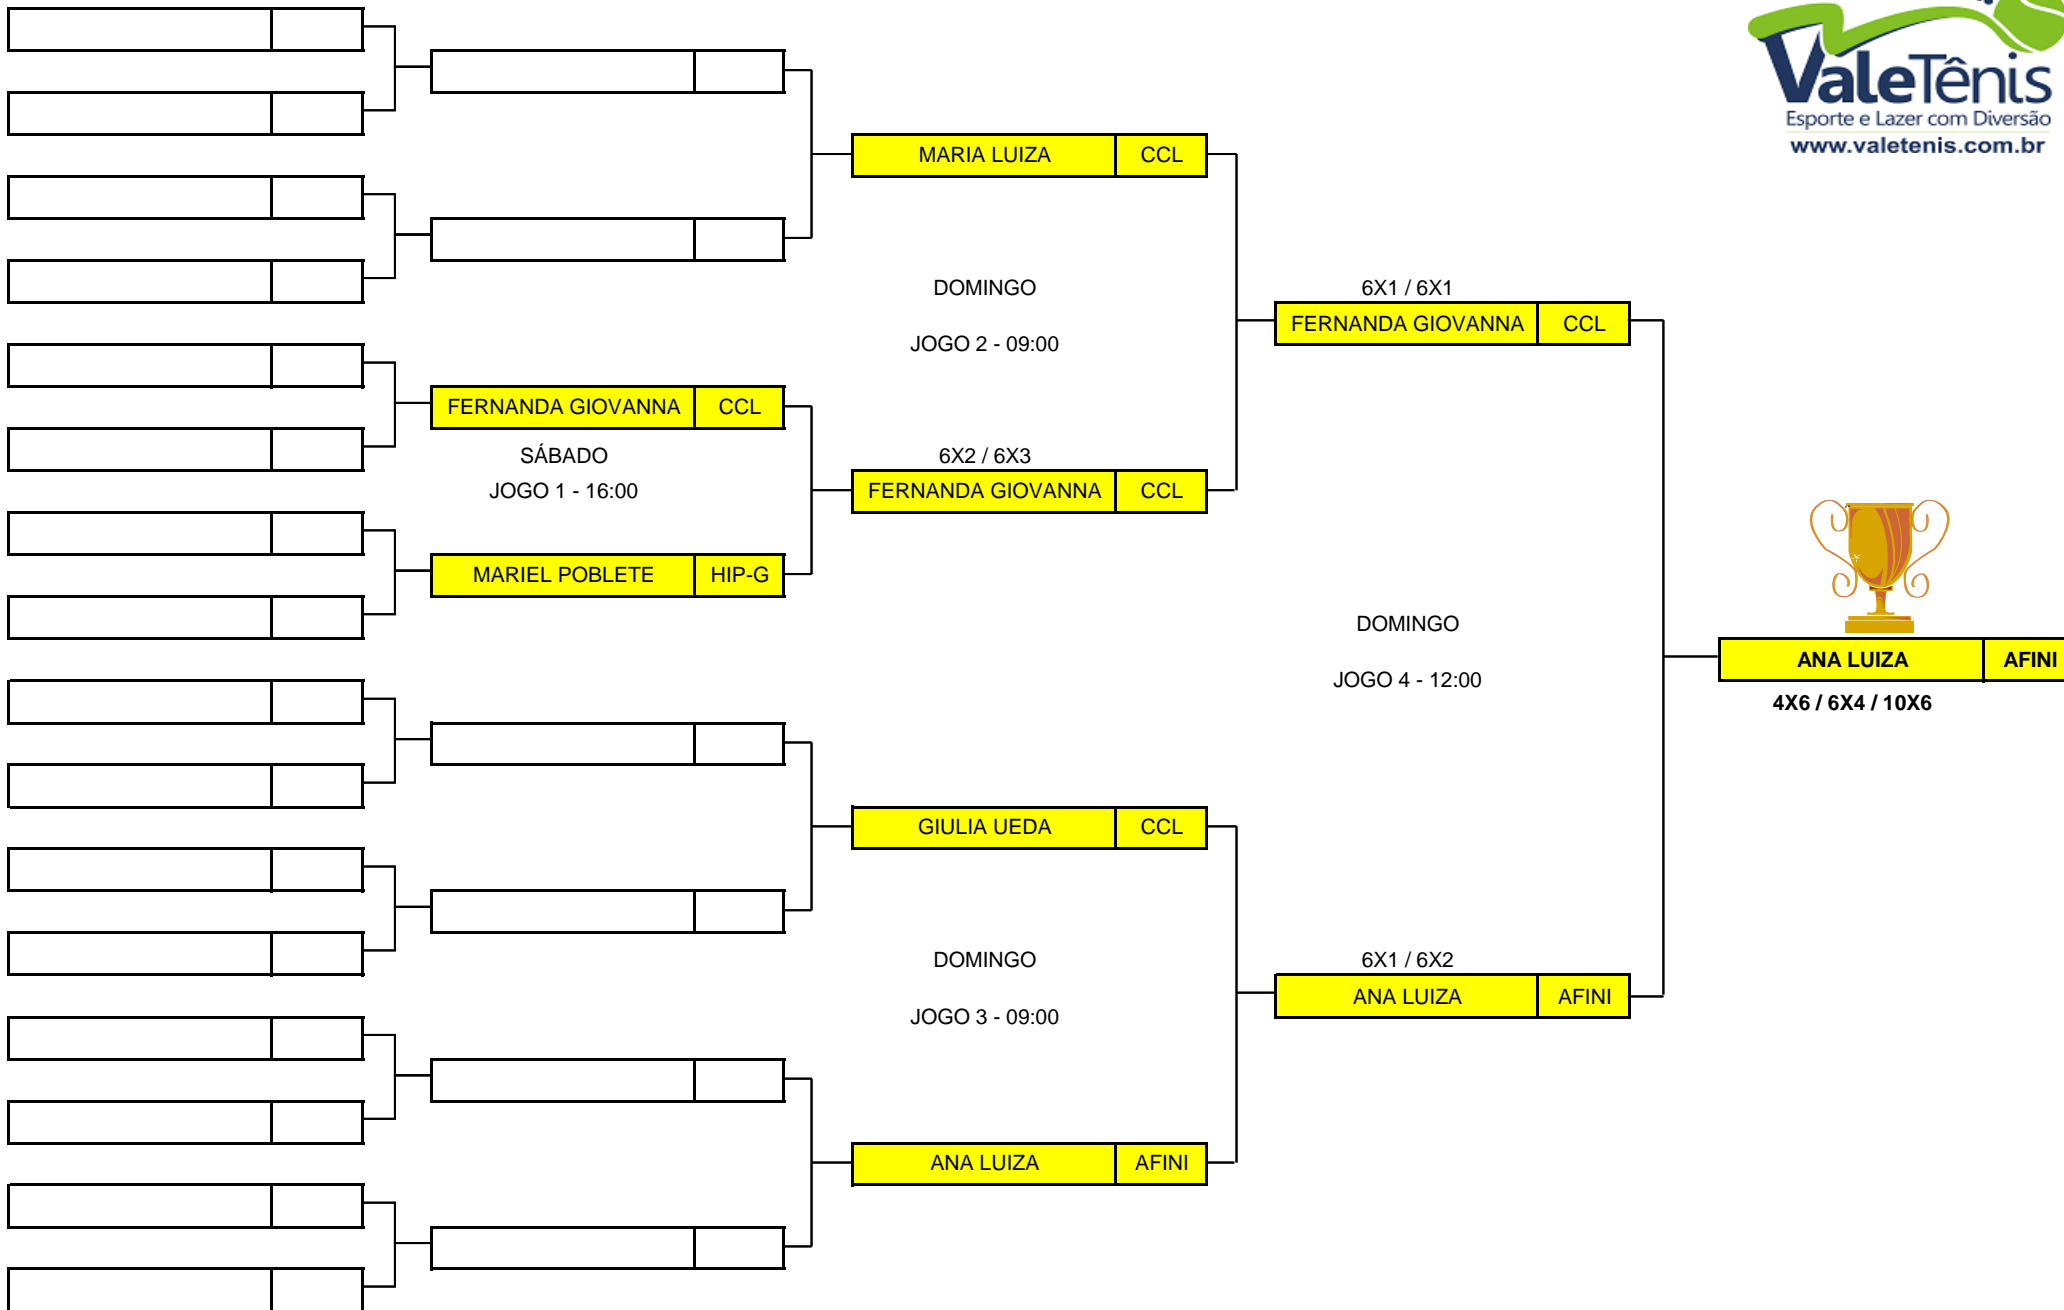 ValeTênis
Esporte e Lazer com Diversão
www.valetenis.com.br
MARIA LUIZA CCL
DOMINGO
JOGO 2 - 09:00
6X1 / 6X1
FERNANDA GIOVANNA CCL
FERNANDA GIOVANNA CCL
SÁBADO
JOGO 1 - 16:00
6X2 / 6X3
FERNANDA GIOVANNA CCL
MARIEL POBLETE HIP-G
DOMINGO
JOGO 4 - 12:00
ANA LUIZA AFINI
4X6 / 6X4 / 10X6
GIULIA UEDA CCL
DOMINGO
JOGO 3 - 09:00
6X1 / 6X2
ANA LUIZA AFINI
ANA LUIZA AFINI